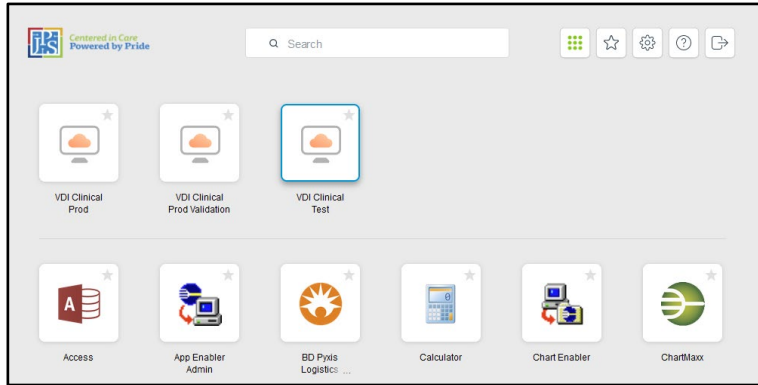 JPS
Centered in Care
Powered by Pride
Search
VDI Clinical
Prod
VDI Clinical
Prod Validation
VDI Clinical
Test
Access
App Enabler
Admin
BD Pyxis
Logistics ...
Calculator
Chart Enabler
ChartMaxx